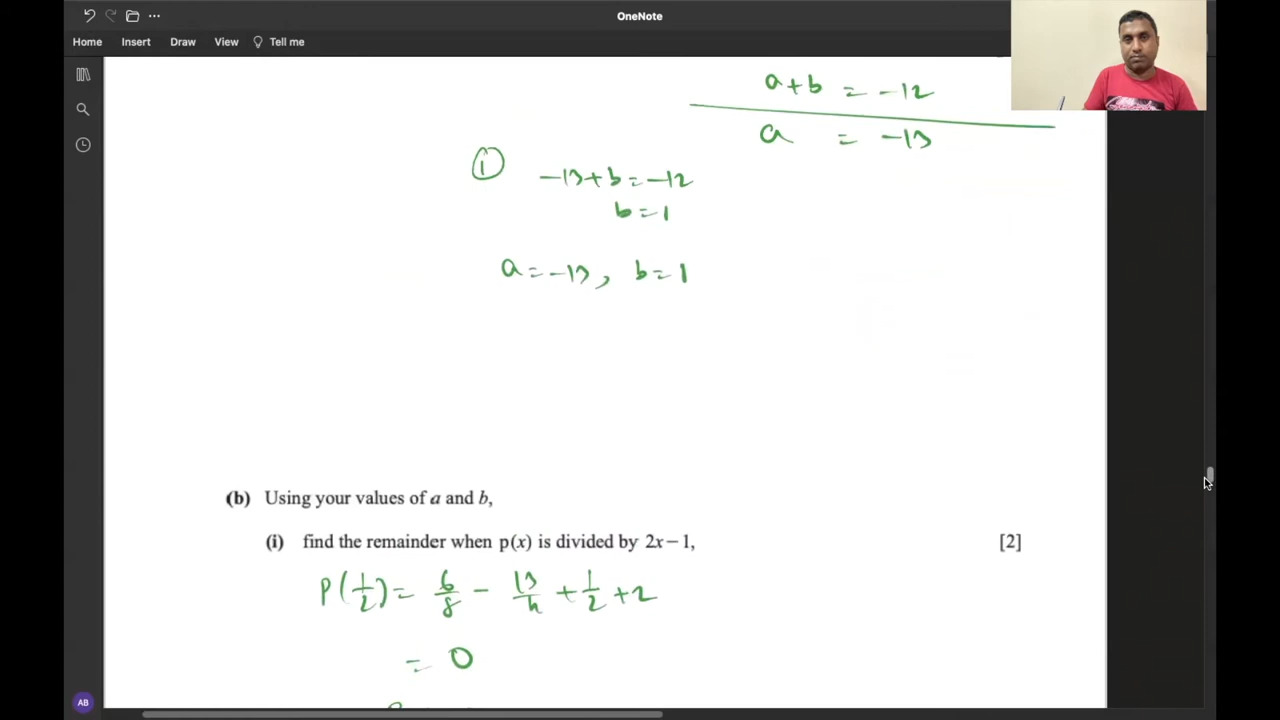 OneNote
Home Insert Draw View Tell me
a+b = -12
a = -13
① -13+b=-12
b=1
a=-13, b=1
(b) Using your values of a and b,
(i) find the remainder when p(x) is divided by 2x−1, [2]
P(1/2)= 6/8 - 13/4 +1/2 +2
= 0
AB